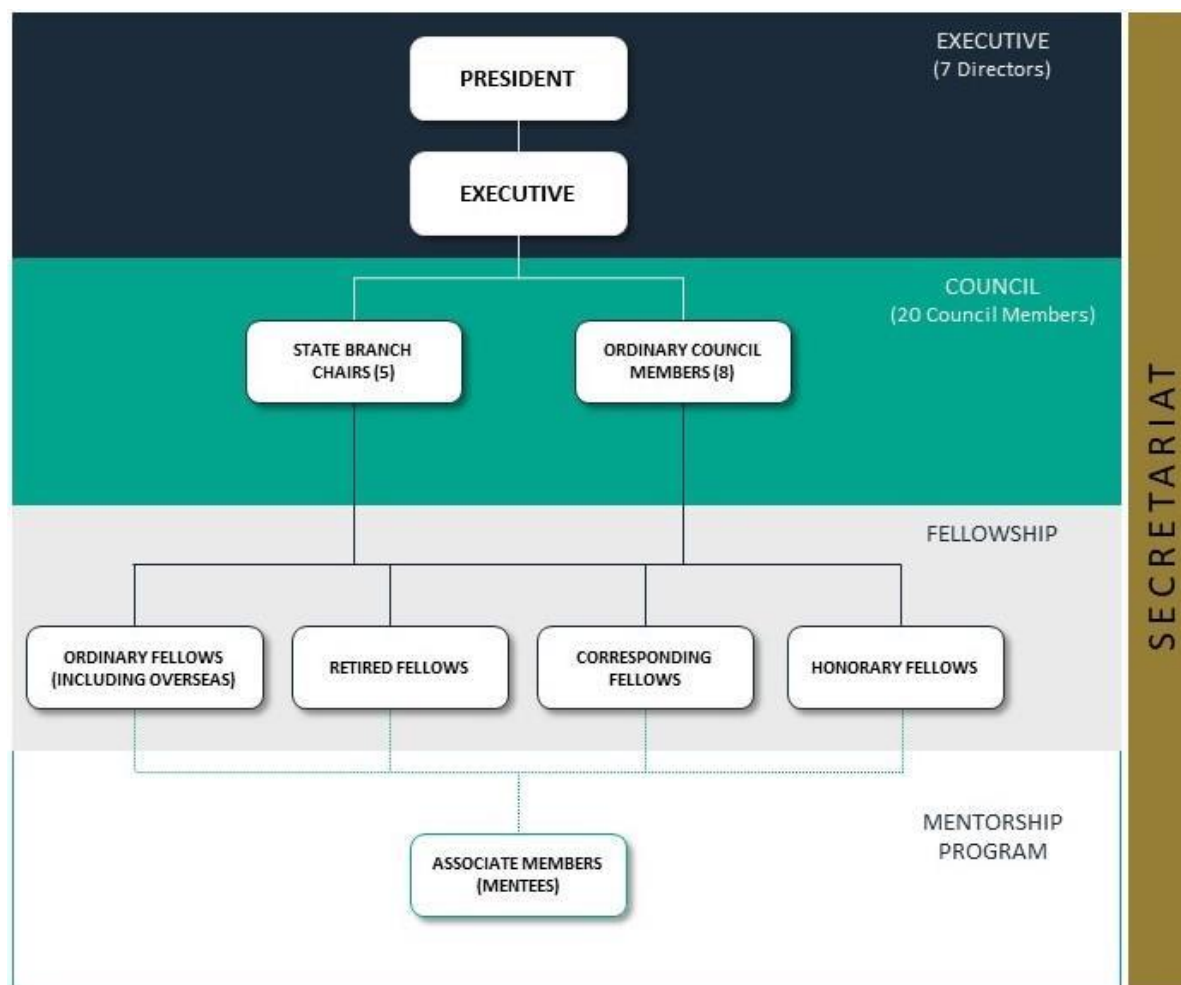 EXECUTIVE
(7 Directors)
PRESIDENT
EXECUTIVE
COUNCIL
(20 Council Members)
STATE BRANCH
CHAIRS (5)
ORDINARY COUNCIL
MEMBERS (8)
FELLOWSHIP
ORDINARY FELLOWS
(INCLUDING OVERSEAS)
RETIRED FELLOWS
CORRESPONDING
FELLOWS
HONORARY FELLOWS
MENTORSHIP
PROGRAM
ASSOCIATE MEMBERS
(MENTEES)
SECRETARIAT